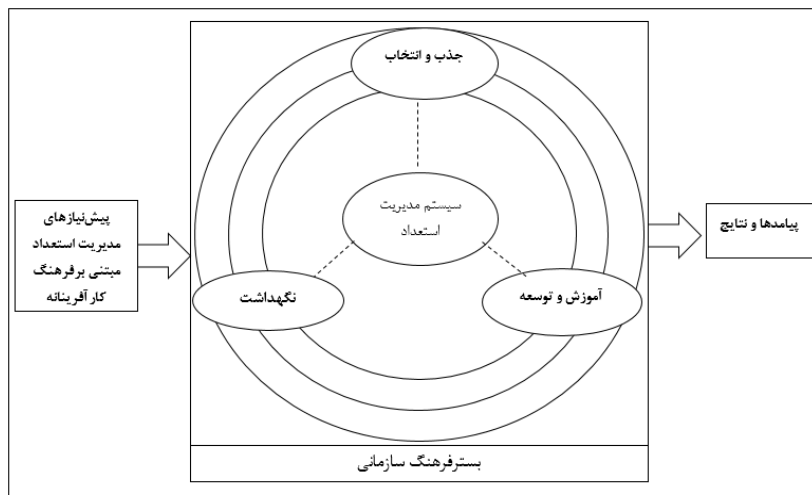 جذب و انتخاب
سیستم مدیریت
استعداد
پیش‌نیازهای
مدیریت استعداد
مبتنی برفرهنگ
کارآفرینانه
پیامدها و نتایج
آموزش و توسعه
نگهداشت
بسترفرهنگ سازمانی